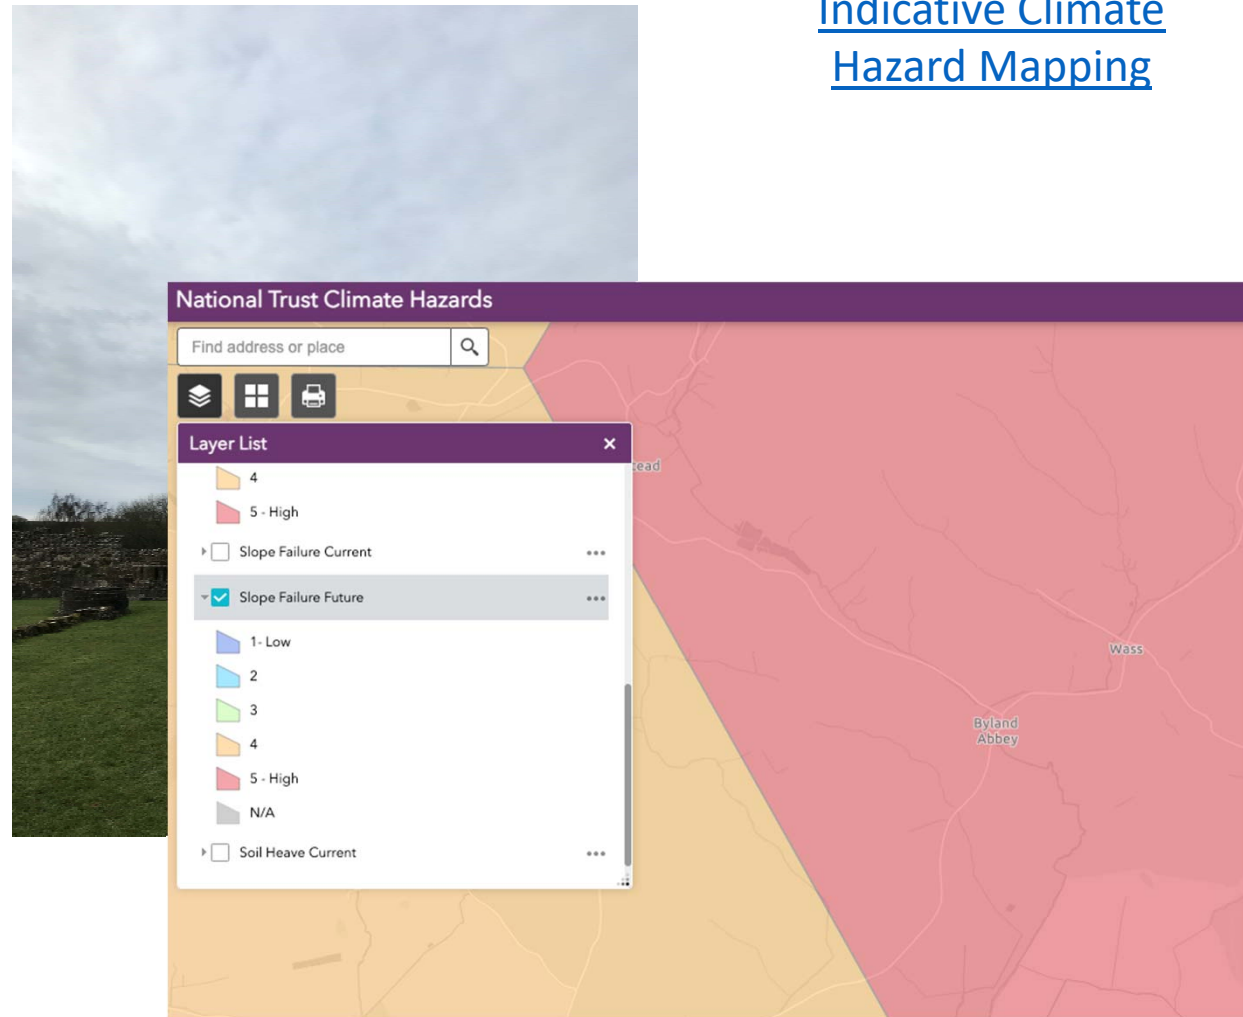 Indicative Climate
Hazard Mapping
National Trust Climate Hazards
Find address or place
Layer List
4
5 - High
Slope Failure Current
Slope Failure Future
1- Low
2
3
4
5 - High
N/A
Soil Heave Current
Wass
Byland
Abbey